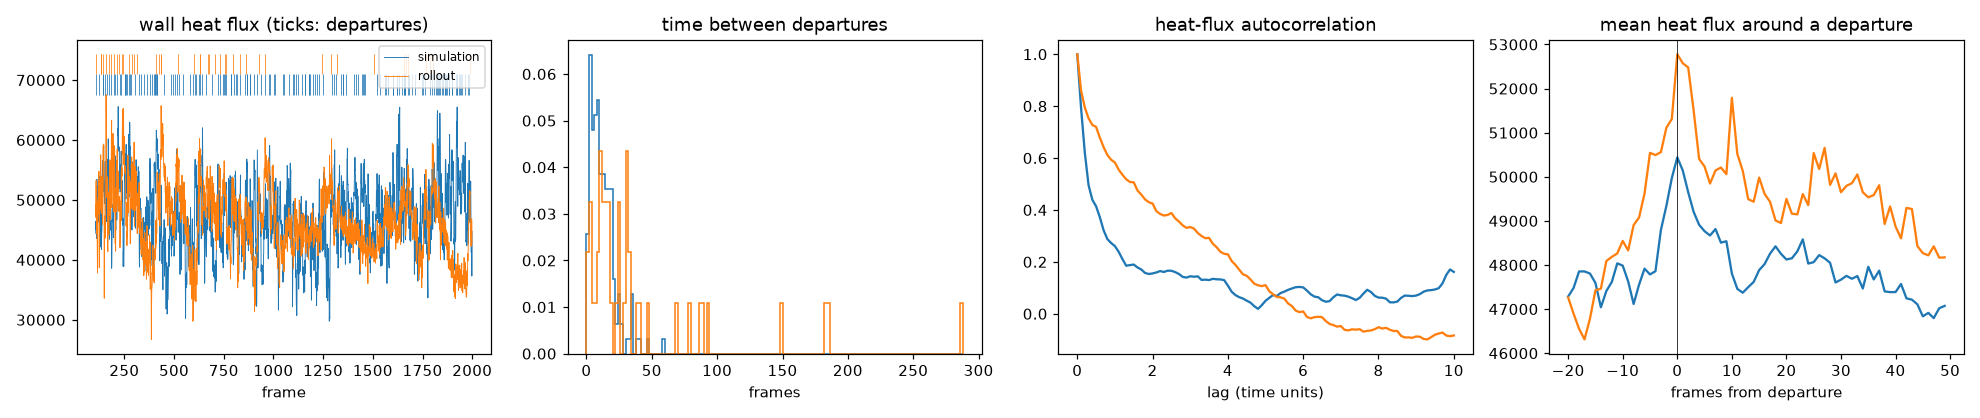 wall heat flux (ticks: departures)
simulation
rollout
70000
60000
50000
40000
30000
250 500 750 1000 1250 1500 1750 2000
frame
time between departures
0.06
0.05
0.04
0.03
0.02
0.01
0.00
0 50 100 150 200 250 300
frames
heat-flux autocorrelation
1.0
0.8
0.6
0.4
0.2
0.0
0 2 4 6 8 10
lag (time units)
mean heat flux around a departure
53000
52000
51000
50000
49000
48000
47000
46000
−20 −10 0 10 20 30 40 50
frames from departure